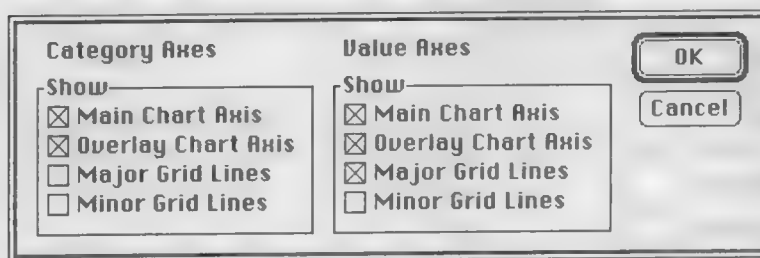 Category Axes
Show
Main Chart Axis
Overlay Chart Axis
Major Grid Lines
Minor Grid Lines
Value Axes
Show
Main Chart Axis
Overlay Chart Axis
Major Grid Lines
Minor Grid Lines
OK
Cancel